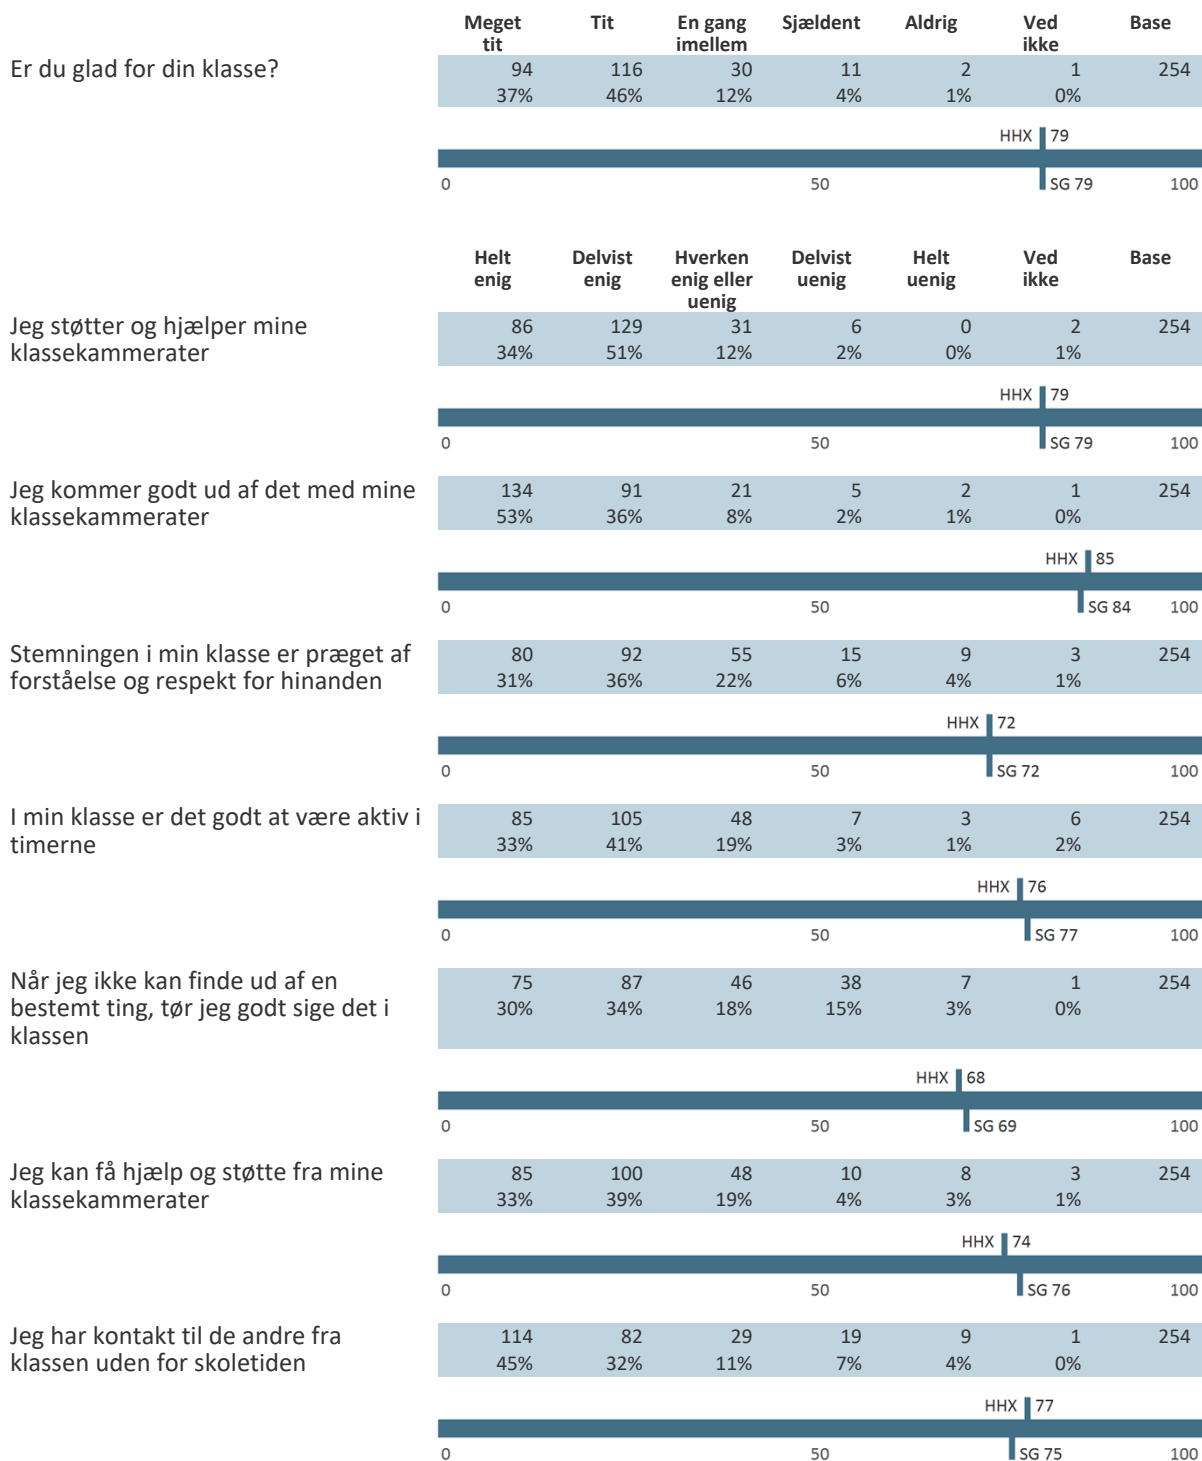 Meget tit Tit En gang imellem Sjældent Aldrig Ved ikke Base
Er du glad for din klasse? 94 116 30 11 2 1 254
37% 46% 12% 4% 1% 0%
HHX 79
0 50 SG 79 100
Helt enig Delvist enig Hverken enig eller uenig Delvist uenig Helt uenig Ved ikke Base
Jeg støtter og hjælper mine 86 129 31 6 0 2 254
klassekammerater 34% 51% 12% 2% 0% 1%
HHX 79
0 50 SG 79 100
Jeg kommer godt ud af det med mine 134 91 21 5 2 1 254
klassekammerater 53% 36% 8% 2% 1% 0%
HHX 85
0 50 SG 84 100
Stemningen i min klasse er præget af 80 92 55 15 9 3 254
forståelse og respekt for hinanden 31% 36% 22% 6% 4% 1%
HHX 72
0 50 SG 72 100
I min klasse er det godt at være aktiv i 85 105 48 7 3 6 254
timerne 33% 41% 19% 3% 1% 2%
HHX 76
0 50 SG 77 100
Når jeg ikke kan finde ud af en 75 87 46 38 7 1 254
bestemt ting, tør jeg godt sige det i 30% 34% 18% 15% 3% 0%
klassen
HHX 68
0 50 SG 69 100
Jeg kan få hjælp og støtte fra mine 85 100 48 10 8 3 254
klassekammerater 33% 39% 19% 4% 3% 1%
HHX 74
0 50 SG 76 100
Jeg har kontakt til de andre fra 114 82 29 19 9 1 254
klassen uden for skoletiden 45% 32% 11% 7% 4% 0%
HHX 77
0 50 SG 75 100